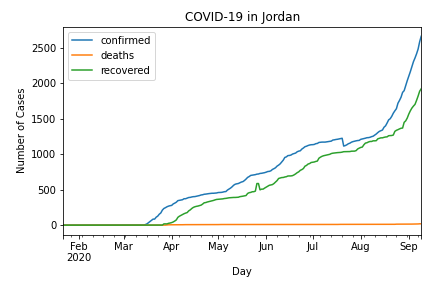 COVID-19 in Jordan
confirmed
deaths
recovered
Number of Cases
2500
2000
1500
1000
500
0
Feb Mar Apr May Jun Jul Aug Sep
2020
Day